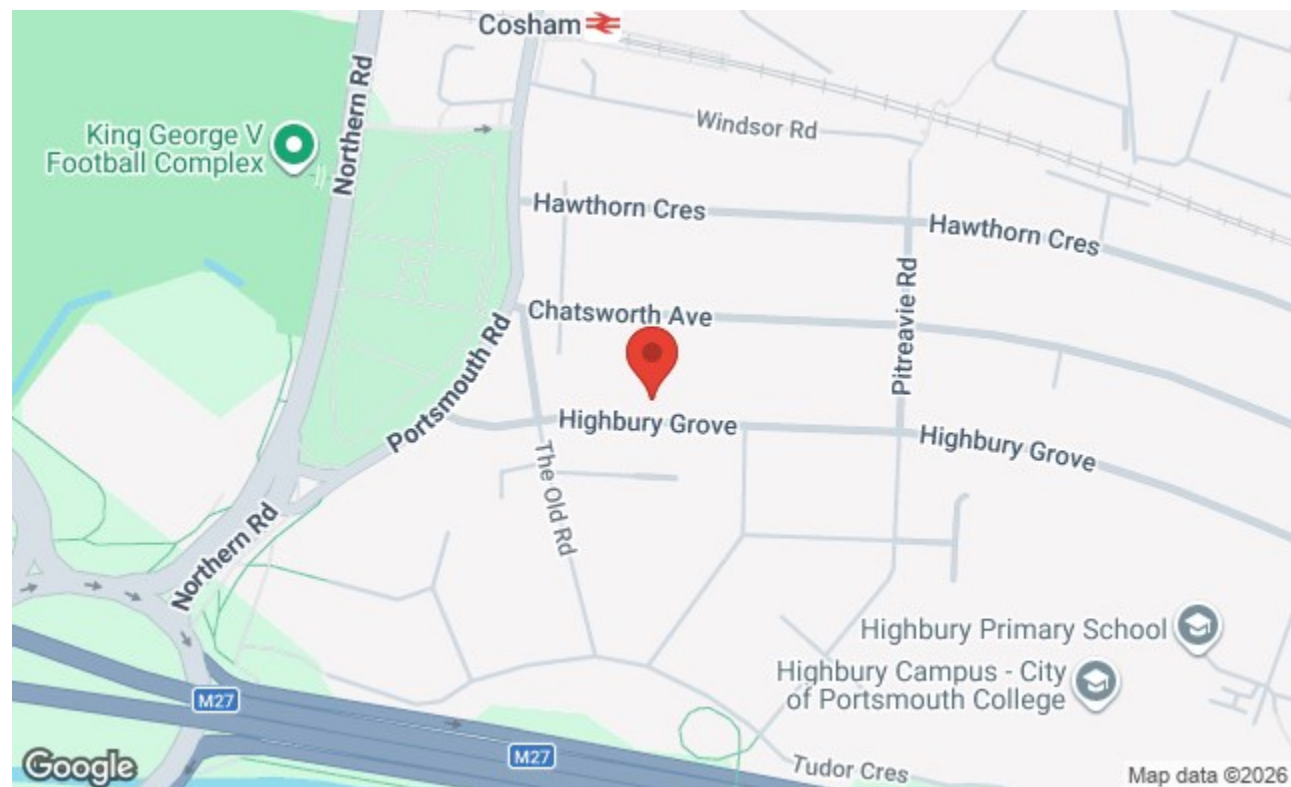 Cosham
Northern Rd
King George V
Football Complex
Windsor Rd
Hawthorn Cres
Hawthorn Cres
Pitreavie Rd
Chatsworth Ave
Portsmouth Rd
Highbury Grove
Highbury Grove
The Old Rd
Northern Rd
Highbury Primary School
Highbury Campus - City
of Portsmouth College
M27
M27
Tudor Cres
Google
Map data ©2026